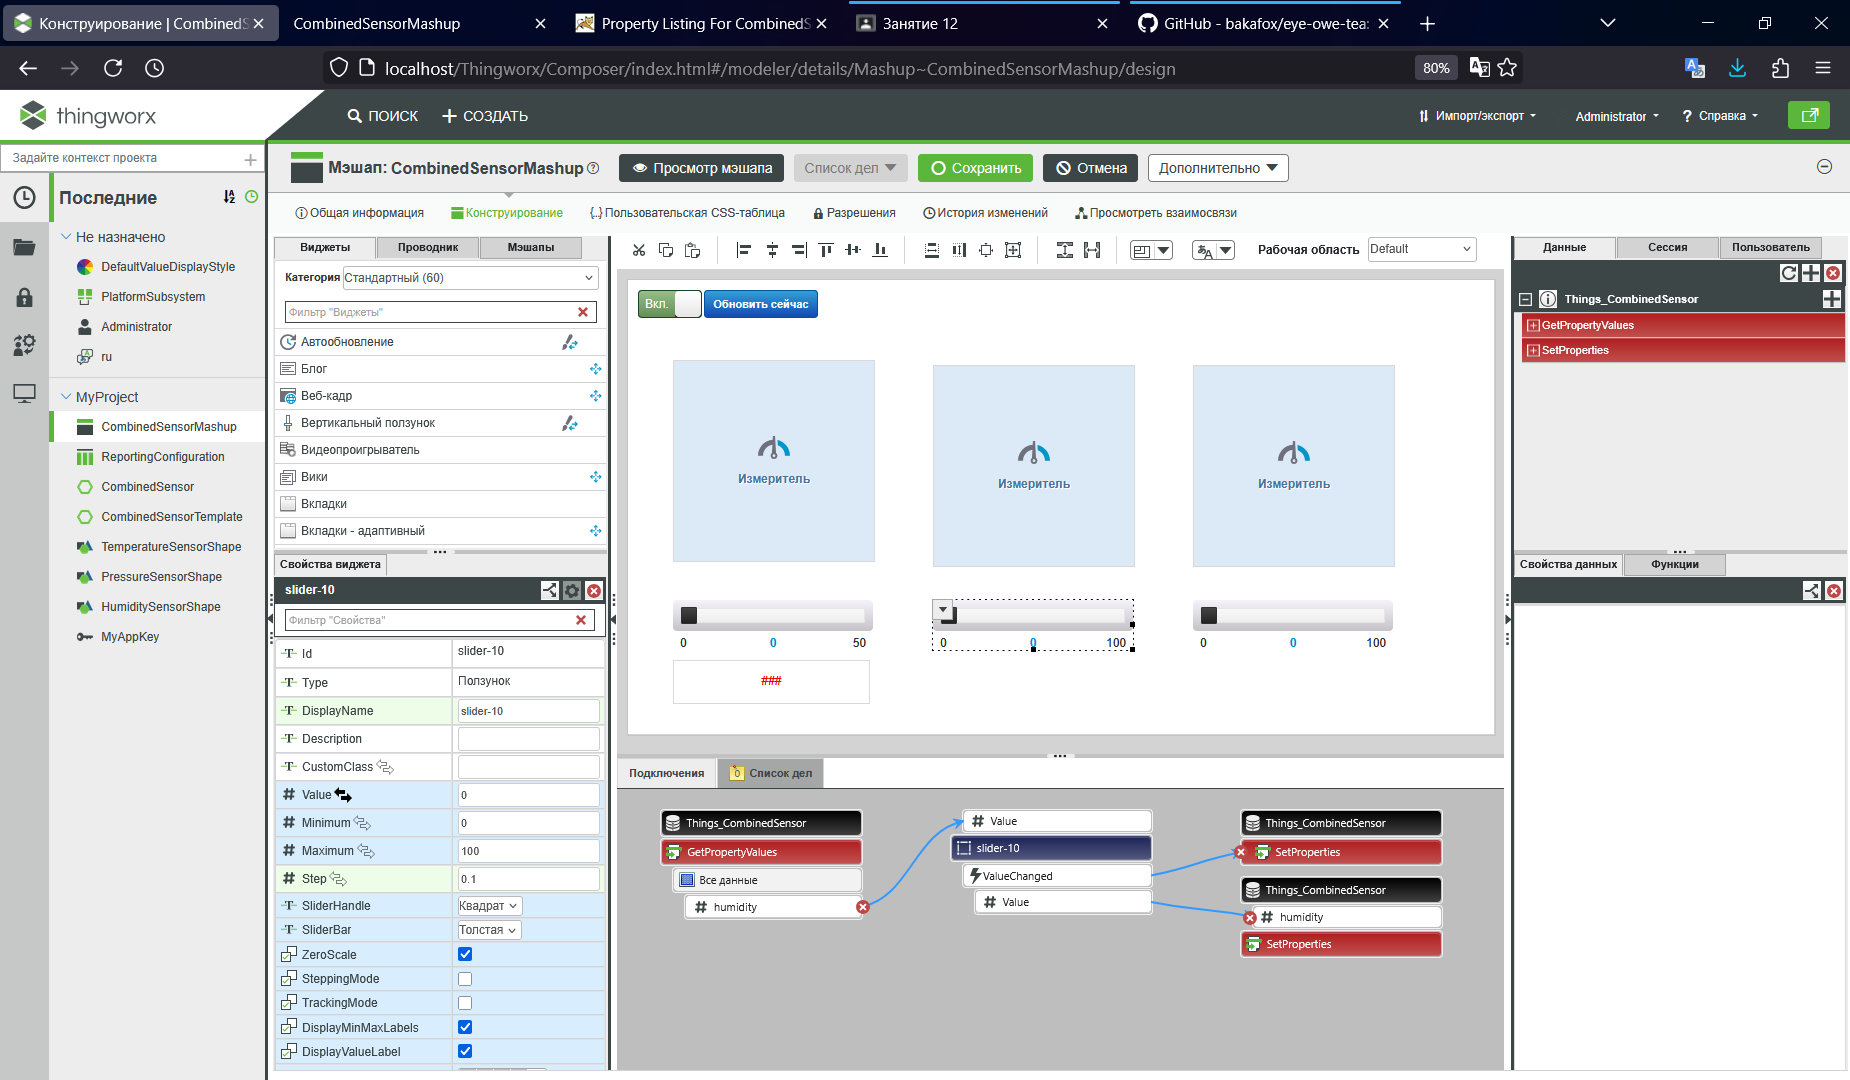 Конструирование | CombinedS
CombinedSensorMashup
Property Listing For CombinedS
Занятие 12
GitHub - bakafox/eye-owe-tea:
localhost/Thingworx/Composer/index.html#/modeler/details/Mashup~CombinedSensorMashup/design
80%
thingworx
ПОИСК
СОЗДАТЬ
Импорт/экспорт
Administrator
? Справка
Задайте контекст проекта
Мэшап: CombinedSensorMashup
Просмотр мэшапа
Список дел
Сохранить
Отмена
Дополнительно
Последние
Общая информация
Конструирование
Пользовательская CSS-таблица
Разрешения
История изменений
Просмотреть взаимосвязи
Не назначено
DefaultValueDisplayStyle
PlatformSubsystem
Administrator
ru
MyProject
CombinedSensorMashup
ReportingConfiguration
CombinedSensor
CombinedSensorTemplate
TemperatureSensorShape
PressureSensorShape
HumiditySensorShape
MyAppKey
Виджеты
Проводник
Мэшапы
Категория
Стандартный (60)
Фильтр "Виджеты"
Автообновление
Блог
Веб-кадр
Вертикальный ползунок
Видеопроигрыватель
Вики
Вкладки
Вкладки - адаптивный
Свойства виджета
slider-10
Фильтр "Свойства"
Id slider-10
Type Ползунок
DisplayName slider-10
Description
CustomClass
Value 0
Minimum 0
Maximum 100
Step 0.1
SliderHandle Квадрат
SliderBar Толстая
ZeroScale
SteppingMode
TrackingMode
DisplayMinMaxLabels
DisplayValueLabel
Рабочая область
Default
Вкл.
Обновить сейчас
Измеритель
Измеритель
Измеритель
0 0 50
0 0 100
0 0 100
###
Подключения
0 Список дел
Things_CombinedSensor
GetPropertyValues
Все данные
humidity
Value
slider-10
ValueChanged
Value
Things_CombinedSensor
SetProperties
Things_CombinedSensor
humidity
SetProperties
Данные
Сессия
Пользователь
Things_CombinedSensor
GetPropertyValues
SetProperties
Свойства данных
Функции